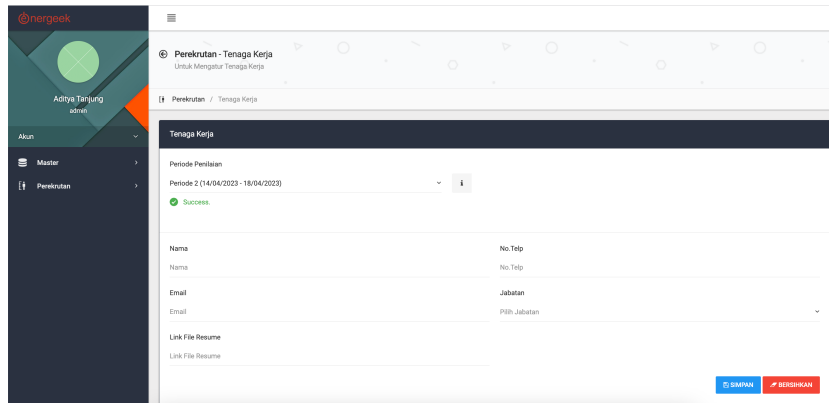 energeek
Aditya Tanjung
admin
Akun
Master
Perekrutan
Perekrutan - Tenaga Kerja
Untuk Mengatur Tenaga Kerja
Perekrutan / Tenaga Kerja
Tenaga Kerja
Periode Penilaian
Periode 2 (14/04/2023 - 18/04/2023)
i
Success.
Nama
No.Telp
Nama
No.Telp
Email
Jabatan
Email
Pilih Jabatan
Link File Resume
Link File Resume
SIMPAN
BERSIHKAN